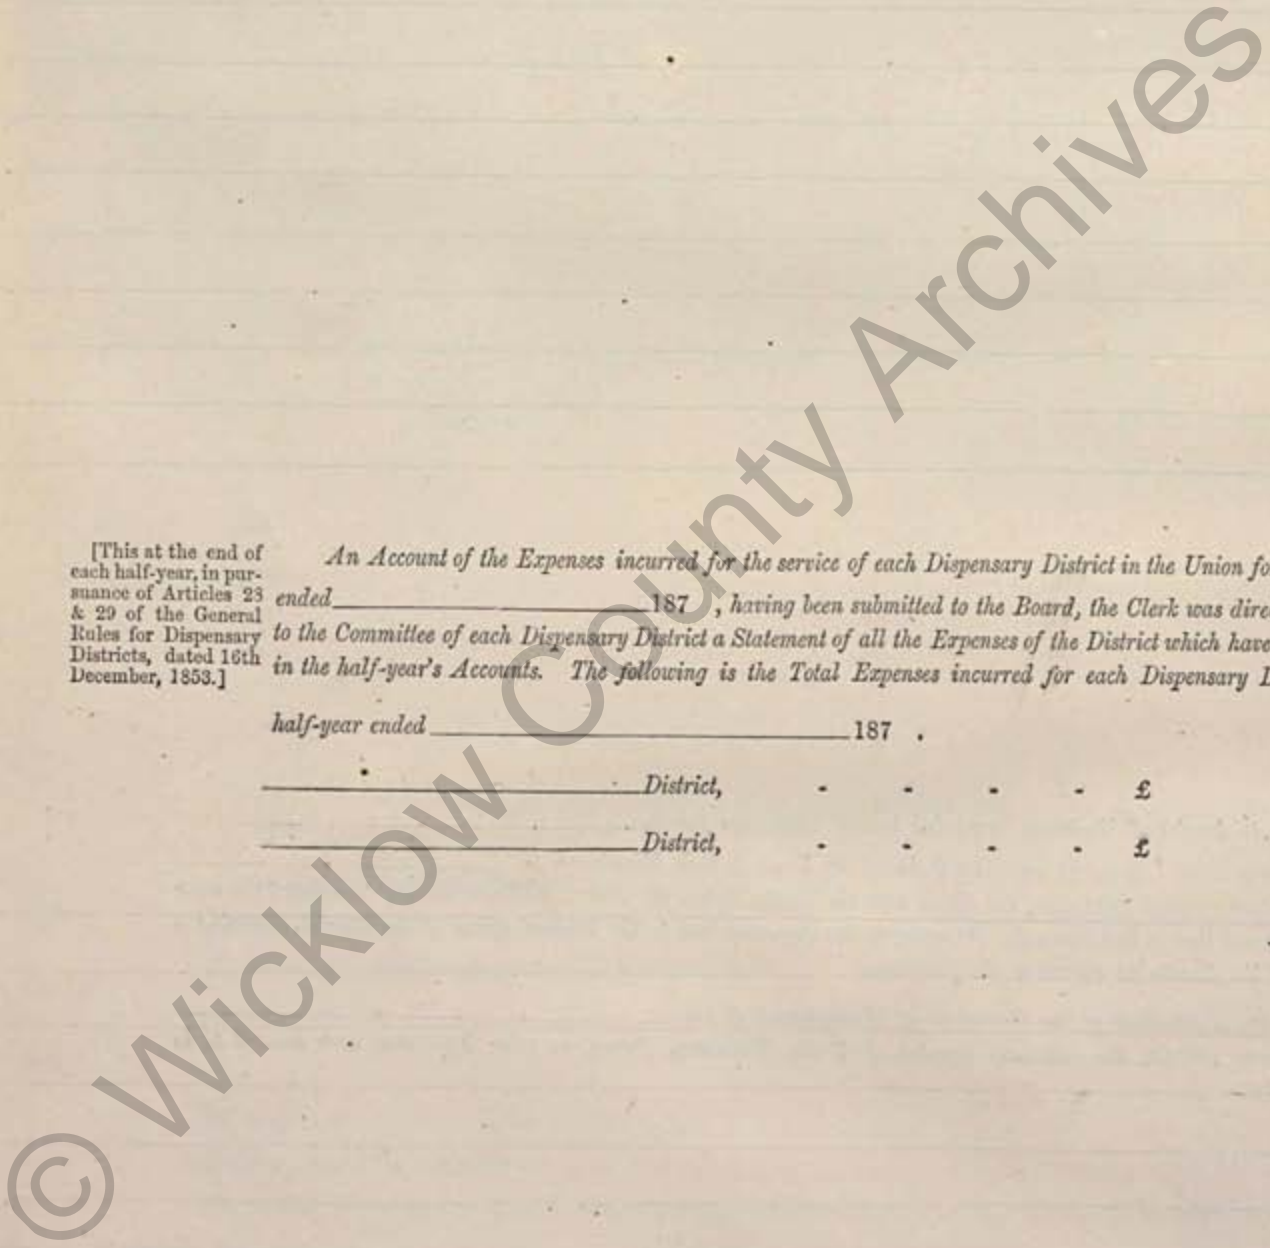 [This at the end of
each half-year, in pur-
suance of Articles 23
& 29 of the General
Rules for Dispensary
Districts, dated 16th
December, 1853.]
An Account of the Expenses incurred for the service of each Dispensary District in the Union fo
ended 187 , having been submitted to the Board, the Clerk was dire
to the Committee of each Dispensary District a Statement of all the Expenses of the District which have
in the half-year's Accounts. The following is the Total Expenses incurred for each Dispensary D
half-year ended 187 .
District, - - - - £
District, - - - - £
© Wicklow County Archives